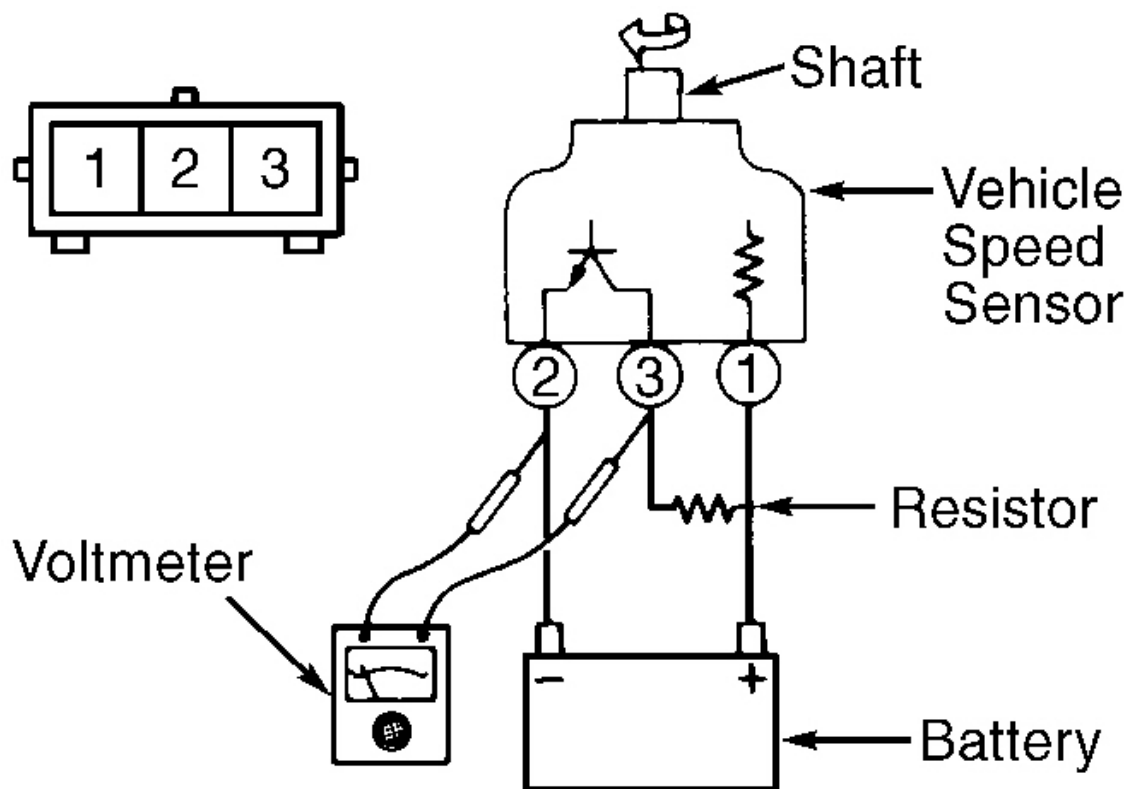 Shaft
1 2 3
Vehicle
Speed
Sensor
2 3 1
Resistor
Voltmeter
- +
Battery